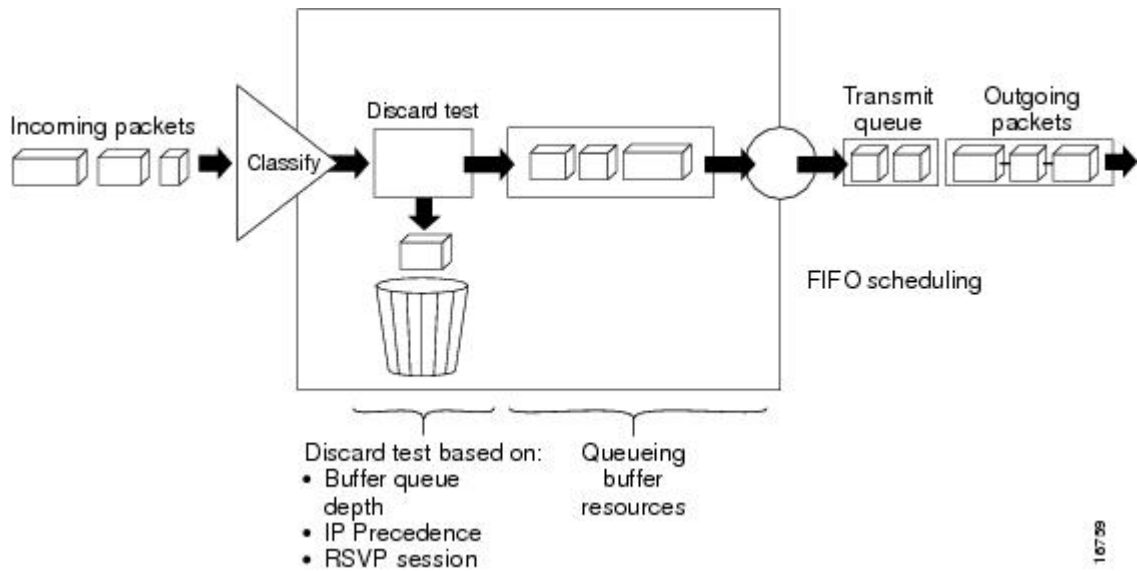 Incoming packets
Classify
Discard test
Transmit
queue
Outgoing
packets
FIFO scheduling
Discard test based on:
• Buffer queue
depth
• IP Precedence
• RSVP session
Queueing
buffer
resources
16759